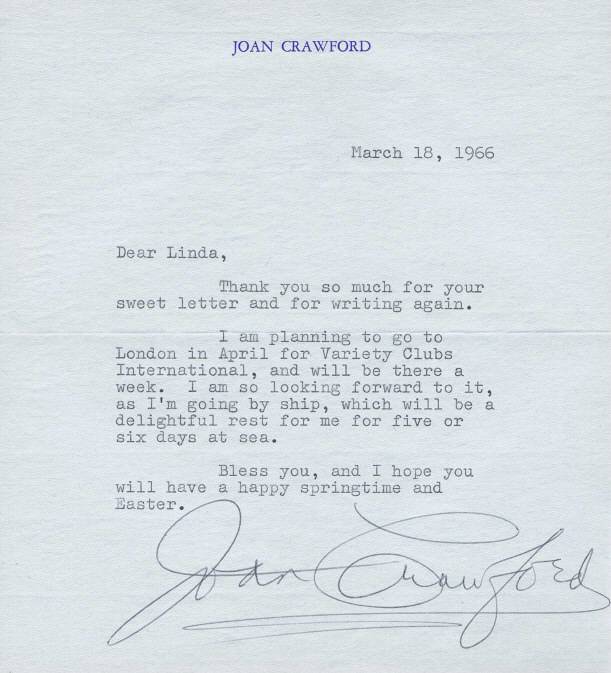 JOAN CRAWFORD
March 18, 1966
Dear Linda,
Thank you so much for your
sweet letter and for writing again.
I am planning to go to
London in April for Variety Clubs
International, and will be there a
week. I am so looking forward to it,
as I'm going by ship, which will be a
delightful rest for me for five or
six days at sea.
Bless you, and I hope you
will have a happy springtime and
Easter.
Joan Crawford